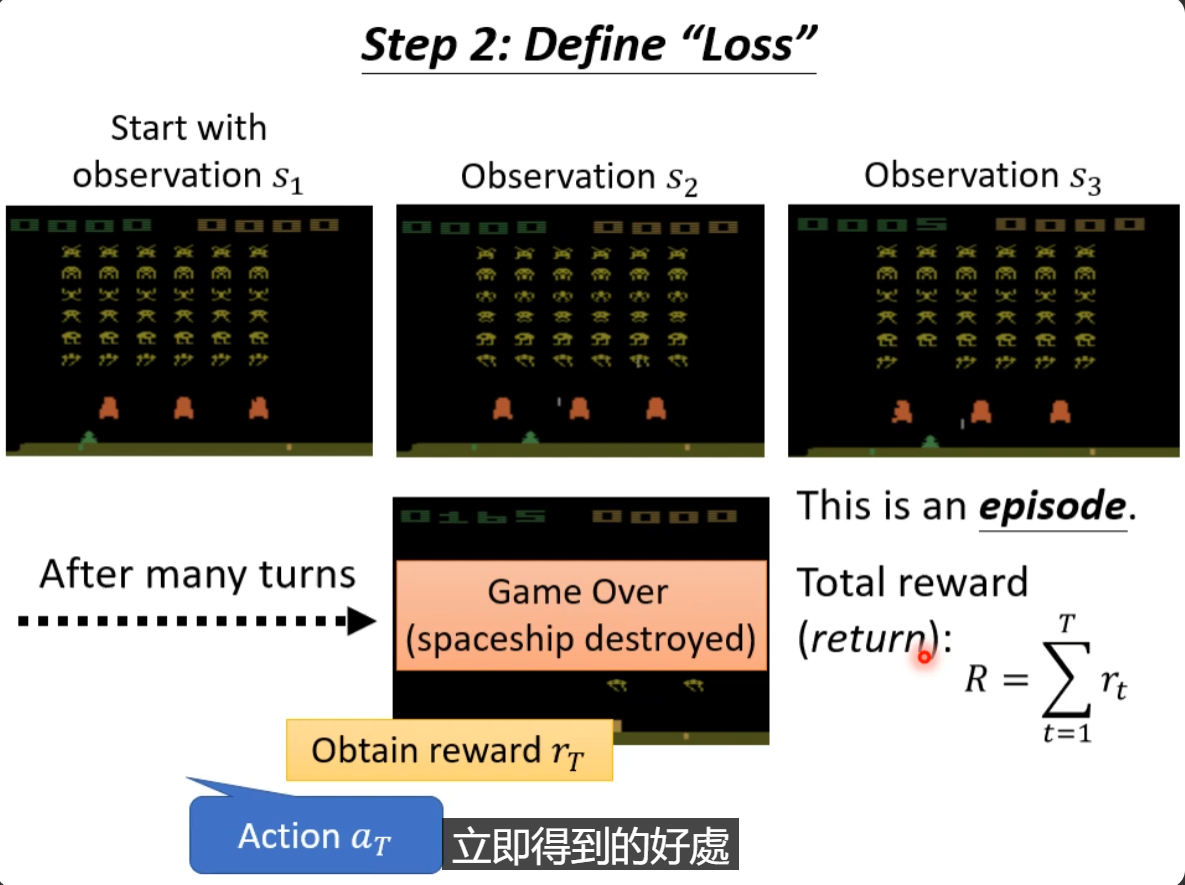 Step 2: Define “Loss”
Start with
observation s₁
Observation s₂
Observation s₃
0000 0000
0000 0000
0005 0000
After many turns
0165 0000
Game Over
(spaceship destroyed)
This is an episode.
Total reward
(return):
R = ∑_{t=1}^{T} r_t
Obtain reward r_T
Action a_T
立即得到的好處